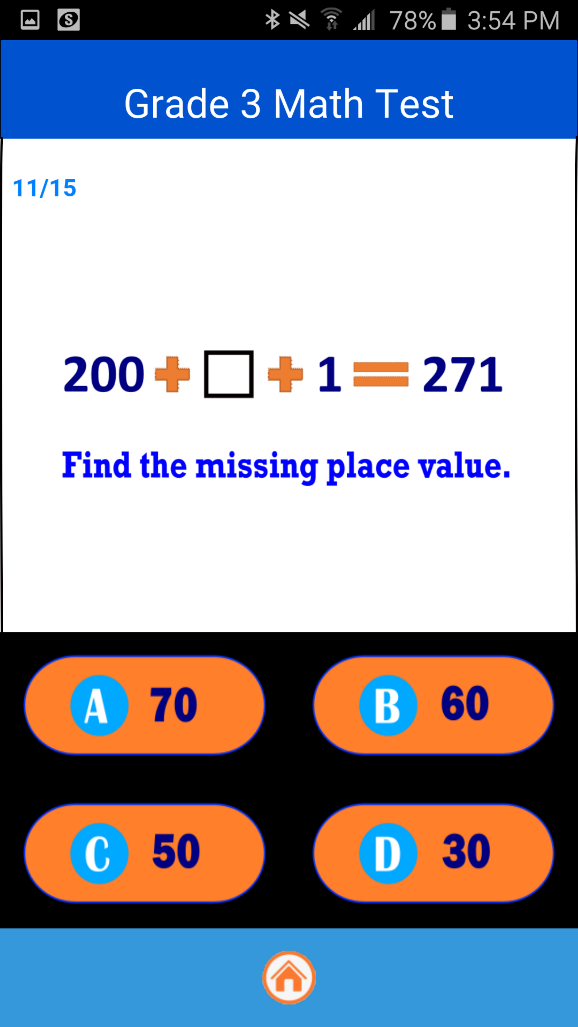 78% 3:54 PM
Grade 3 Math Test
11/15
200 + □ + 1 = 271
Find the missing place value.
A 70
B 60
C 50
D 30